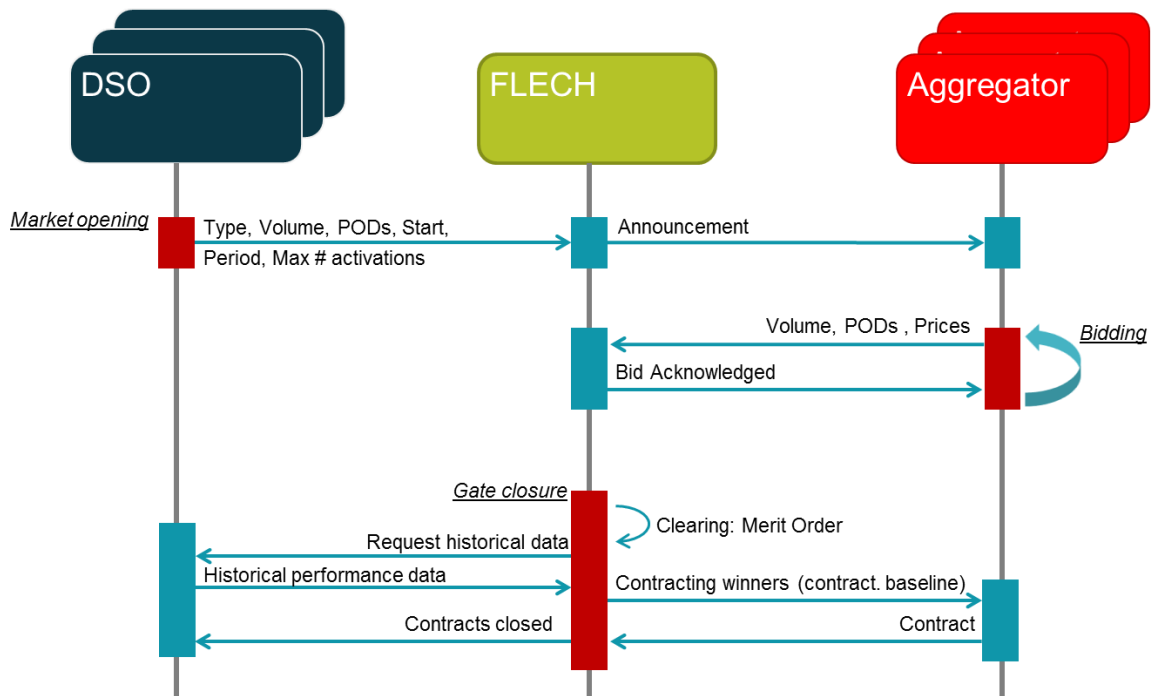 DSO
FLECH
Aggregator
Market opening
Type, Volume, PODs, Start,
Period, Max # activations
Announcement
Volume, PODs , Prices
Bidding
Bid Acknowledged
Gate closure
Clearing: Merit Order
Request historical data
Historical performance data
Contracting winners (contract. baseline)
Contracts closed
Contract